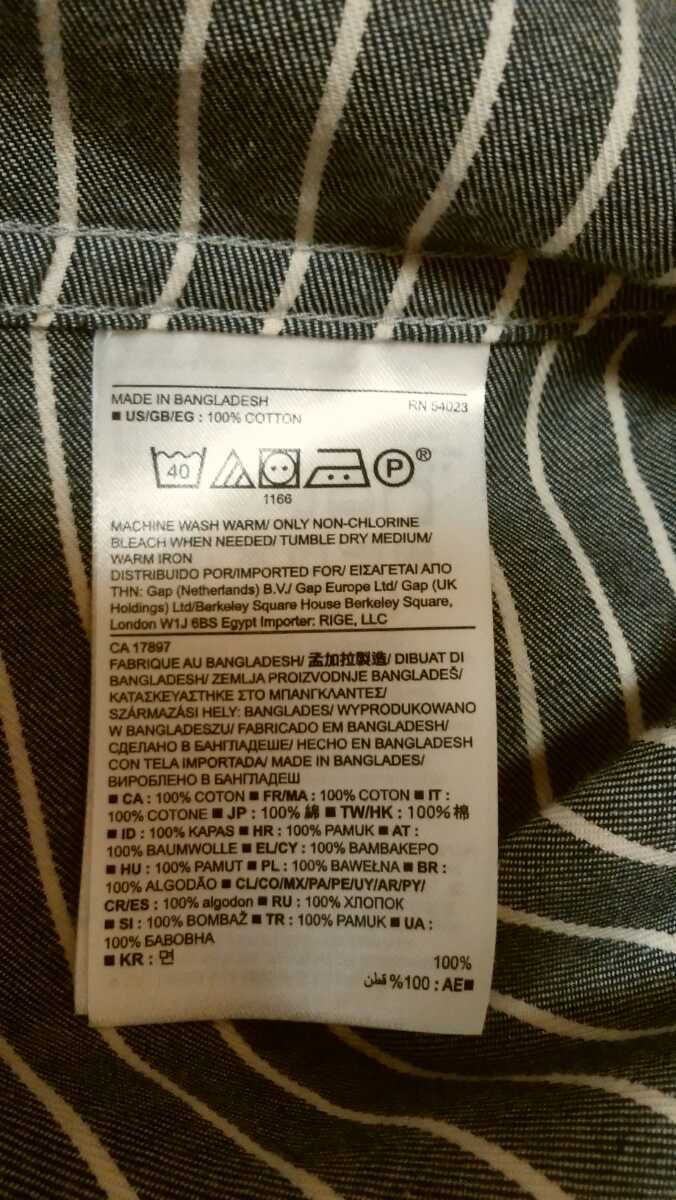 MADE IN BANGLADESH RN 54023
■ US/GB/EG : 100% COTTON
40 P®
1166
MACHINE WASH WARM/ ONLY NON-CHLORINE
BLEACH WHEN NEEDED/ TUMBLE DRY MEDIUM/
WARM IRON
DISTRIBUIDO POR/IMPORTED FOR/ ΕΙΣΑΓΕΤΑΙ ΑΠΟ
ΤΗΝ: Gap (Netherlands) B.V./ Gap Europe Ltd/ Gap (UK
Holdings) Ltd/Berkeley Square House Berkeley Square,
London W1J 6BS Egypt Importer: RIGE, LLC
CA 17897
FABRIQUE AU BANGLADESH/ 孟加拉製造/ DIBUAT DI
BANGLADESH/ ZEMLJA PROIZVODNJE BANGLADEŠ/
ΚΑΤΑΣΚΕΥΑΣΤΗΚΕ ΣΤΟ ΜΠΑΝΓΚΛΑΝΤΕΣ/
SZÁRMAZÁSI HELY: BANGLADES/ WYPRODUKOWANO
W BANGLADESZU/ FABRICADO EM BANGLADESH/
СДЕЛАНО В БАНГЛАДЕШЕ/ HECHO EN BANGLADESH
CON TELA IMPORTADA/ MADE IN BANGLADES/
ВИРОБЛЕНО В БАНГЛАДЕШ
■ CA : 100% COTON ■ FR/MA : 100% COTON ■ IT :
100% COTONE ■ JP : 100% 綿 ■ TW/HK : 100% 棉
■ ID : 100% KAPAS ■ HR : 100% PAMUK ■ AT :
100% BAUMWOLLE ■ EL/CY : 100% ΒΑΜΒΑΚΕΡΟ
■ HU : 100% PAMUT ■ PL : 100% BAWEŁNA ■ BR :
100% ALGODÃO ■ CL/CO/MX/PA/PE/UY/AR/PY/
CR/ES : 100% algodon ■ RU : 100% ХЛОПОК
■ SI : 100% BOMBAŽ ■ TR : 100% PAMUK ■ UA :
100% БАВОВНА
■ KR : 면 100%
■AE : 100% قطن